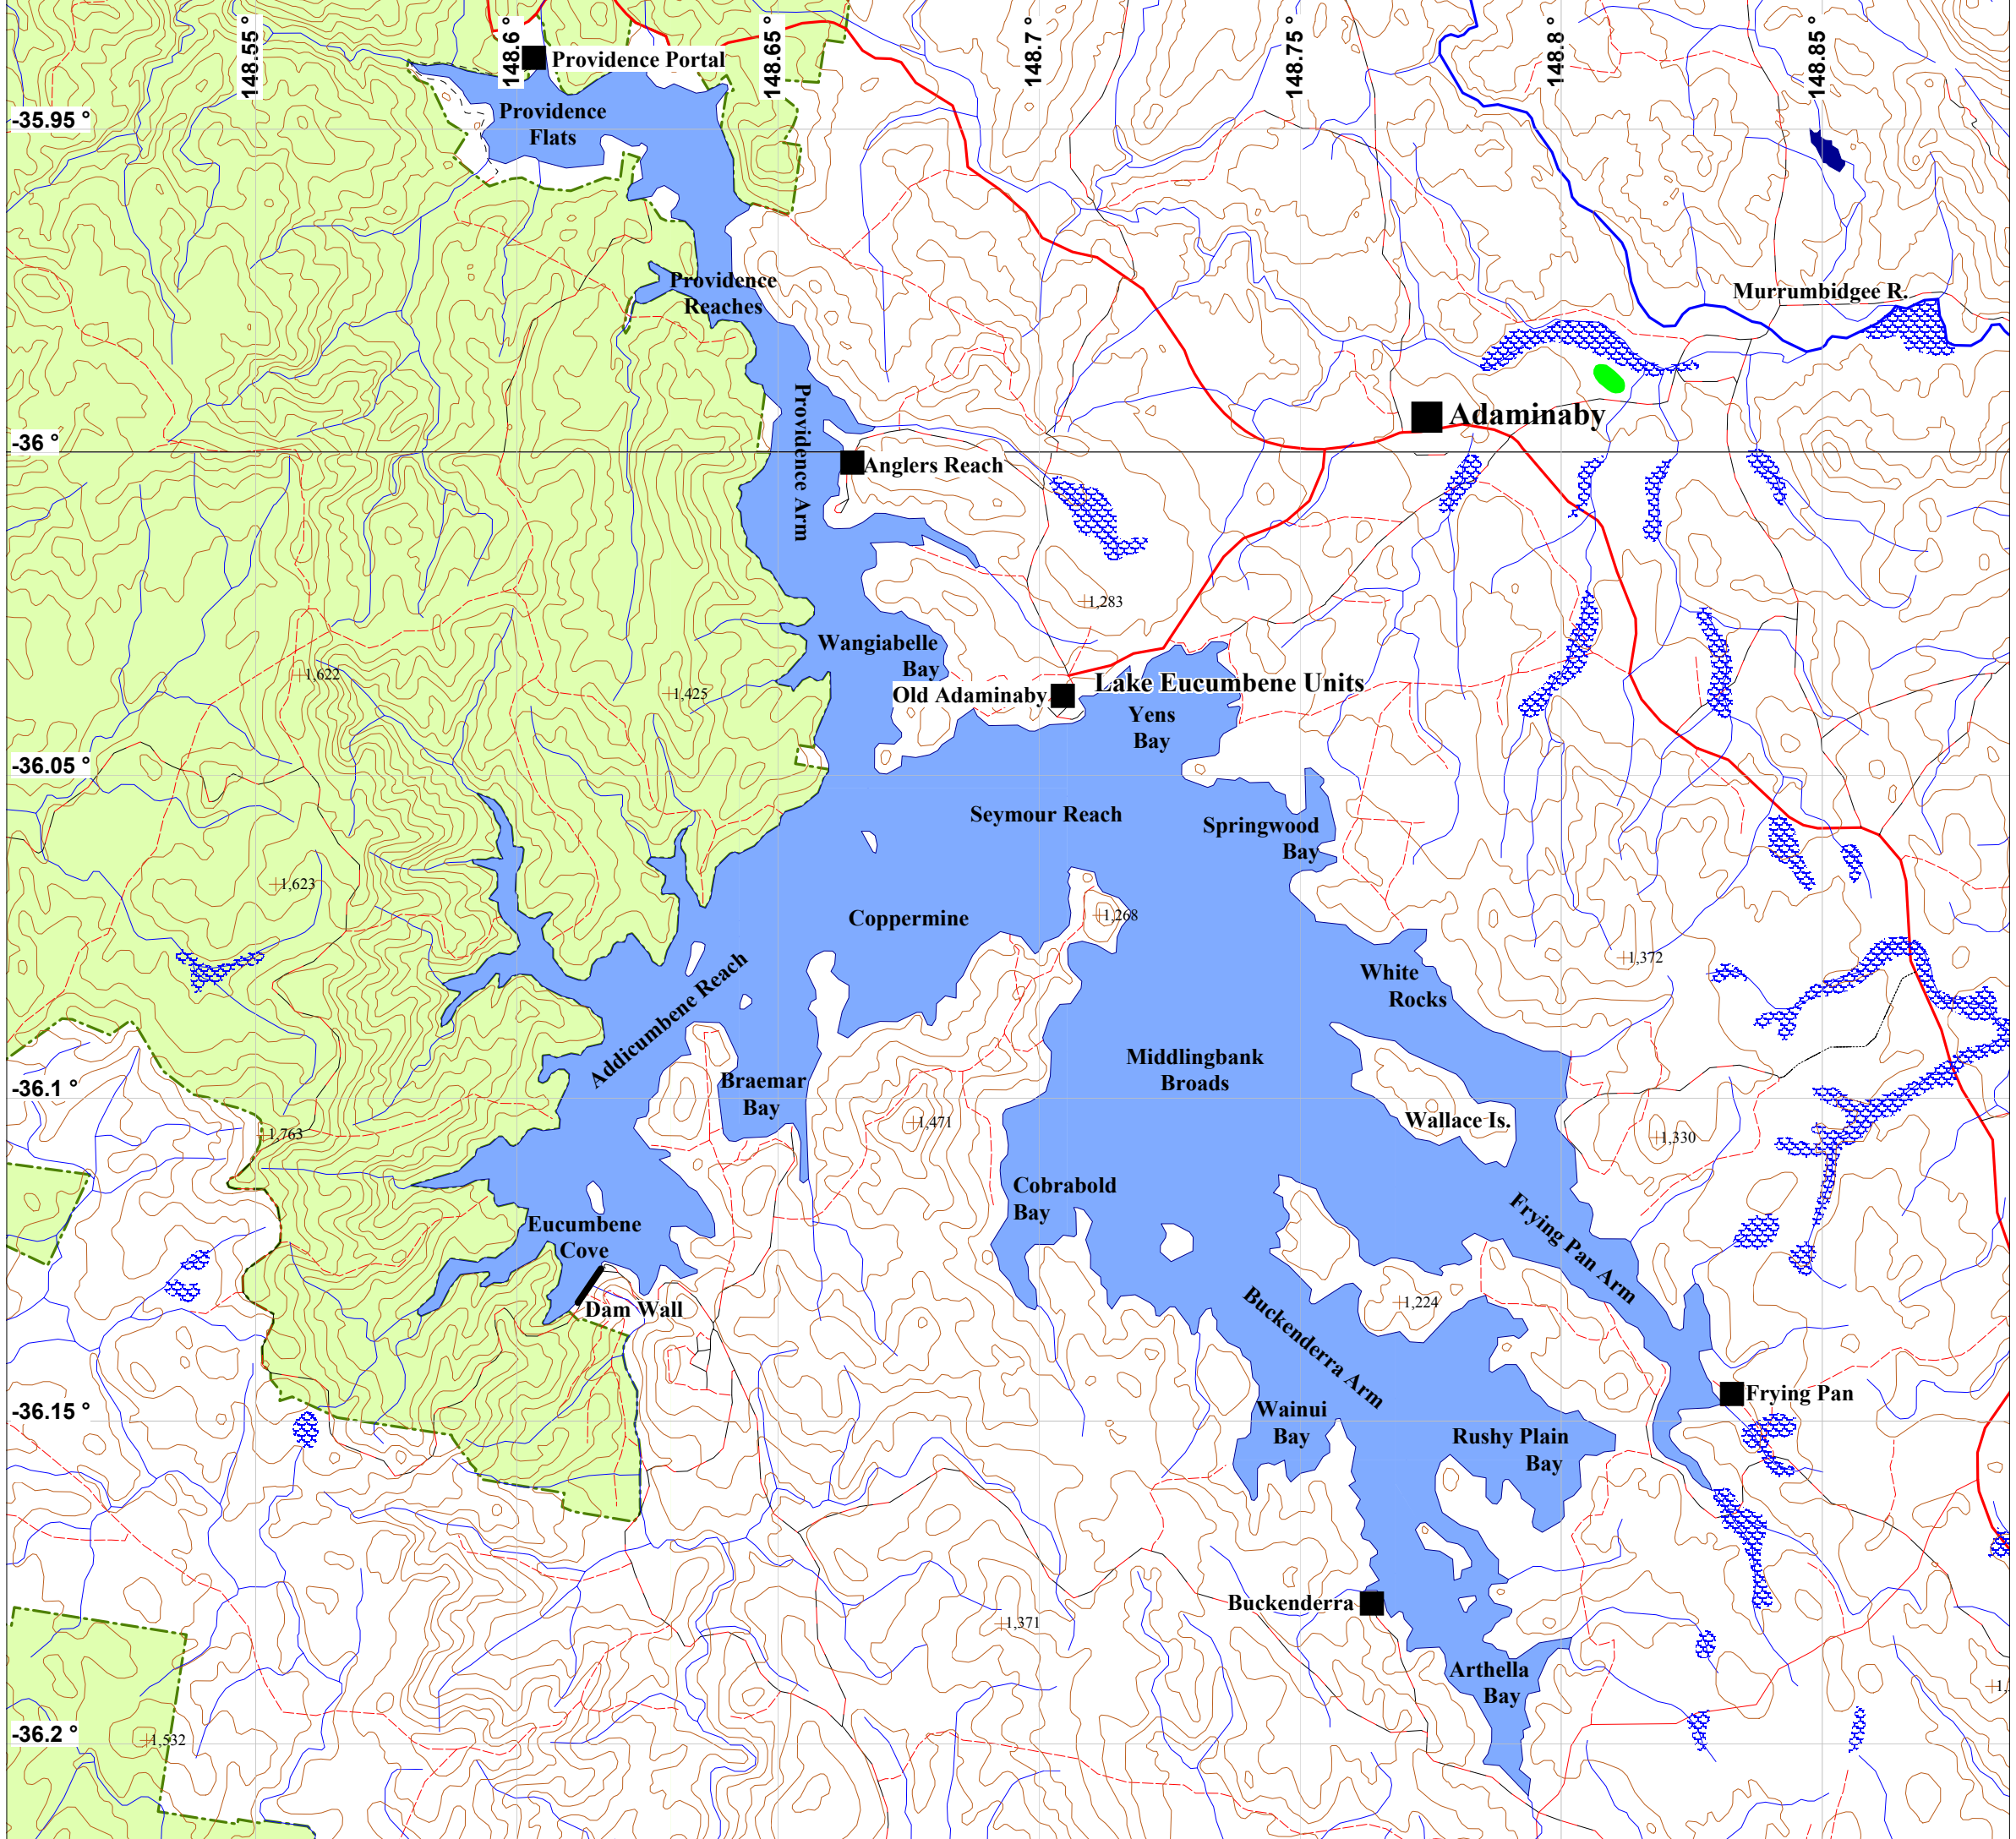 148.55 °
148.6 °
148.65 °
148.7 °
148.75 °
148.8 °
148.85 °
Providence Portal
Providence
Flats
-35.95 °
Providence
Reaches
Murrumbidgee R.
Providence Arm
Adaminaby
-36 °
Anglers Reach
1,283
Wangiabelle
Bay
1,622
1,425
Old Adaminaby
Lake Eucumbene Units
Yens
Bay
-36.05 °
Seymour Reach
Springwood
Bay
1,623
Coppermine
1,268
1,372
White
Rocks
Addicumbene Reach
Middlingbank
Broads
Braemar
Bay
-36.1 °
Wallace Is.
1,471
1,763
1,330
Cobrabold
Bay
Frying Pan Arm
Eucumbene
Cove
Dam Wall
1,224
Buckenderra Arm
Frying Pan
-36.15 °
Wainui
Bay
Rushy Plain
Bay
Buckenderra
1,371
Arthella
Bay
-36.2 °
1,532